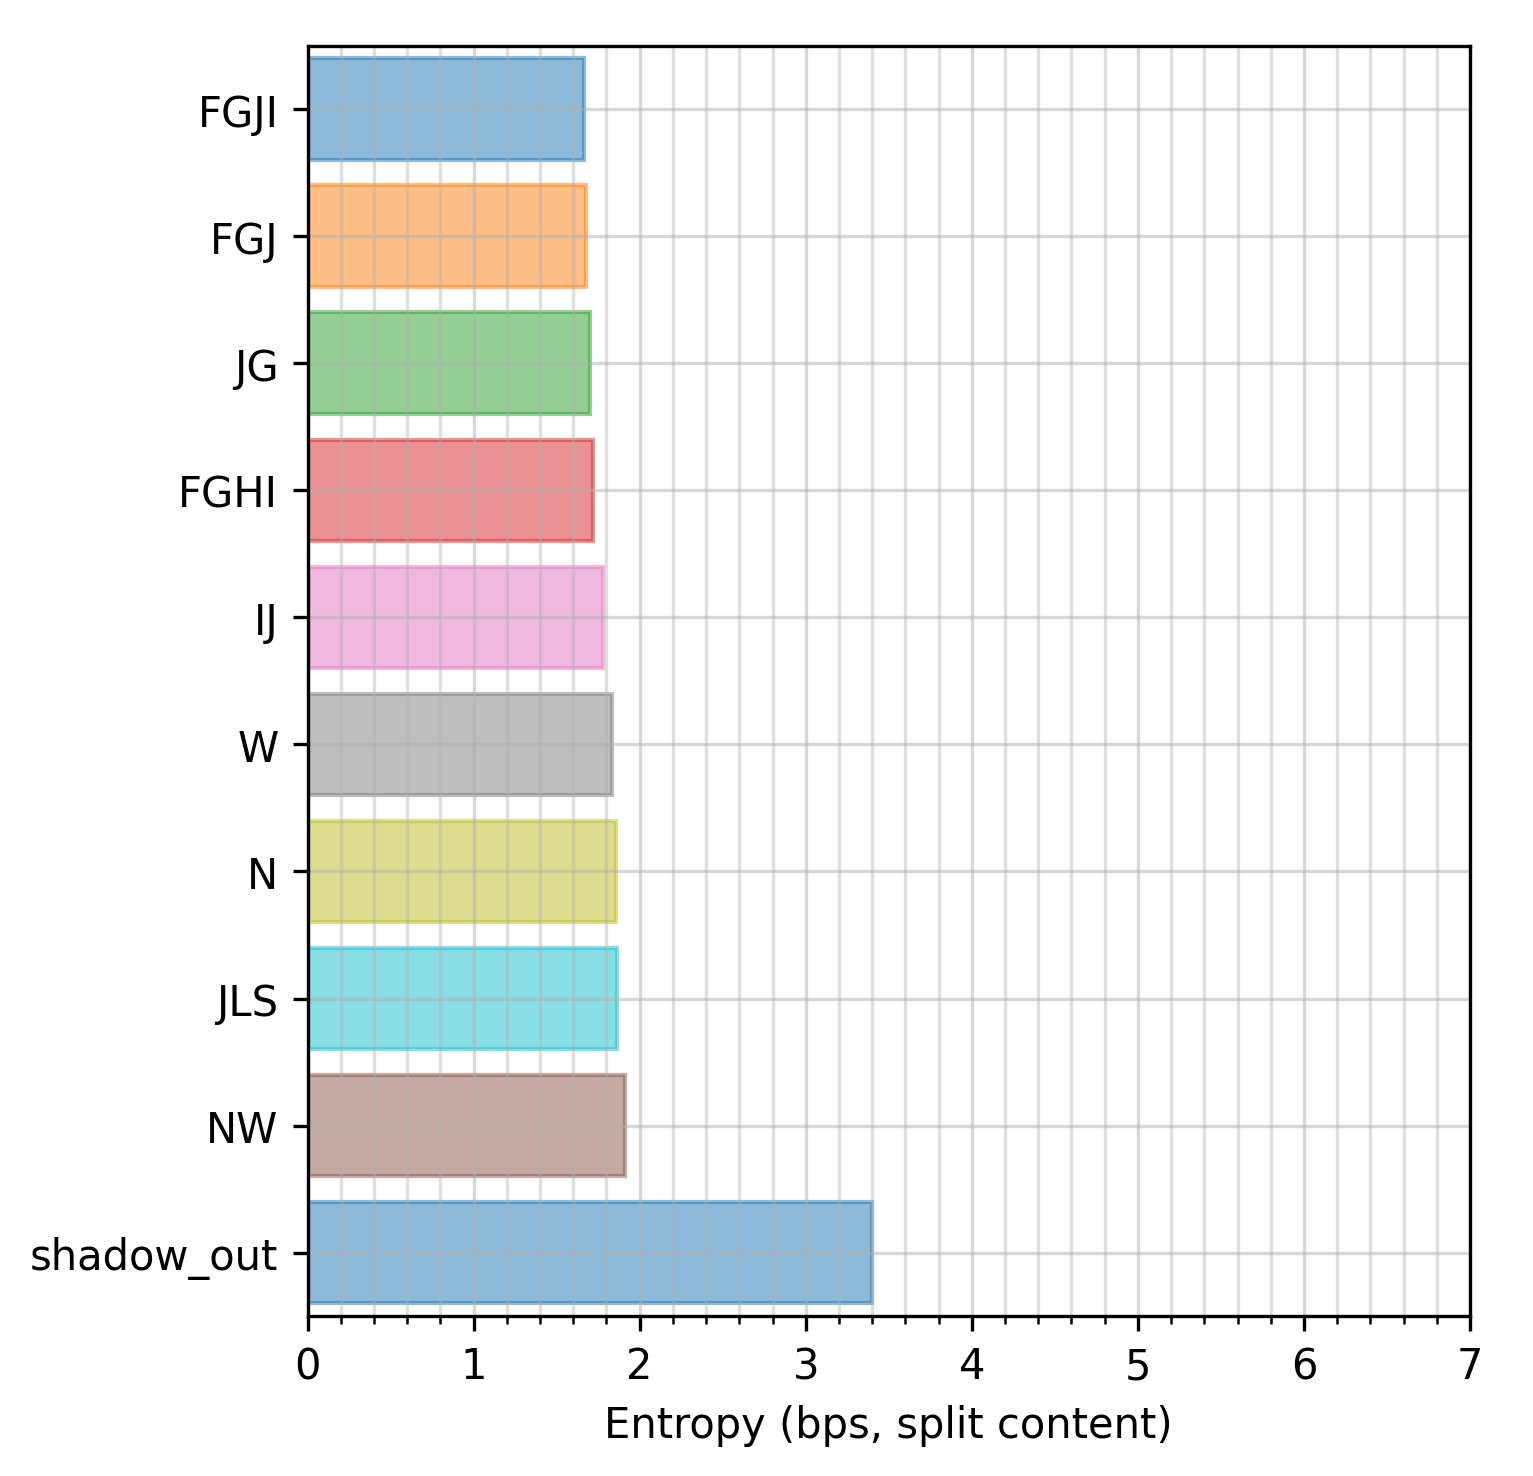 FGJI
FGJ
JG
FGHI
IJ
W
N
JLS
NW
shadow_out
0 1 2 3 4 5 6 7
Entropy (bps, split content)